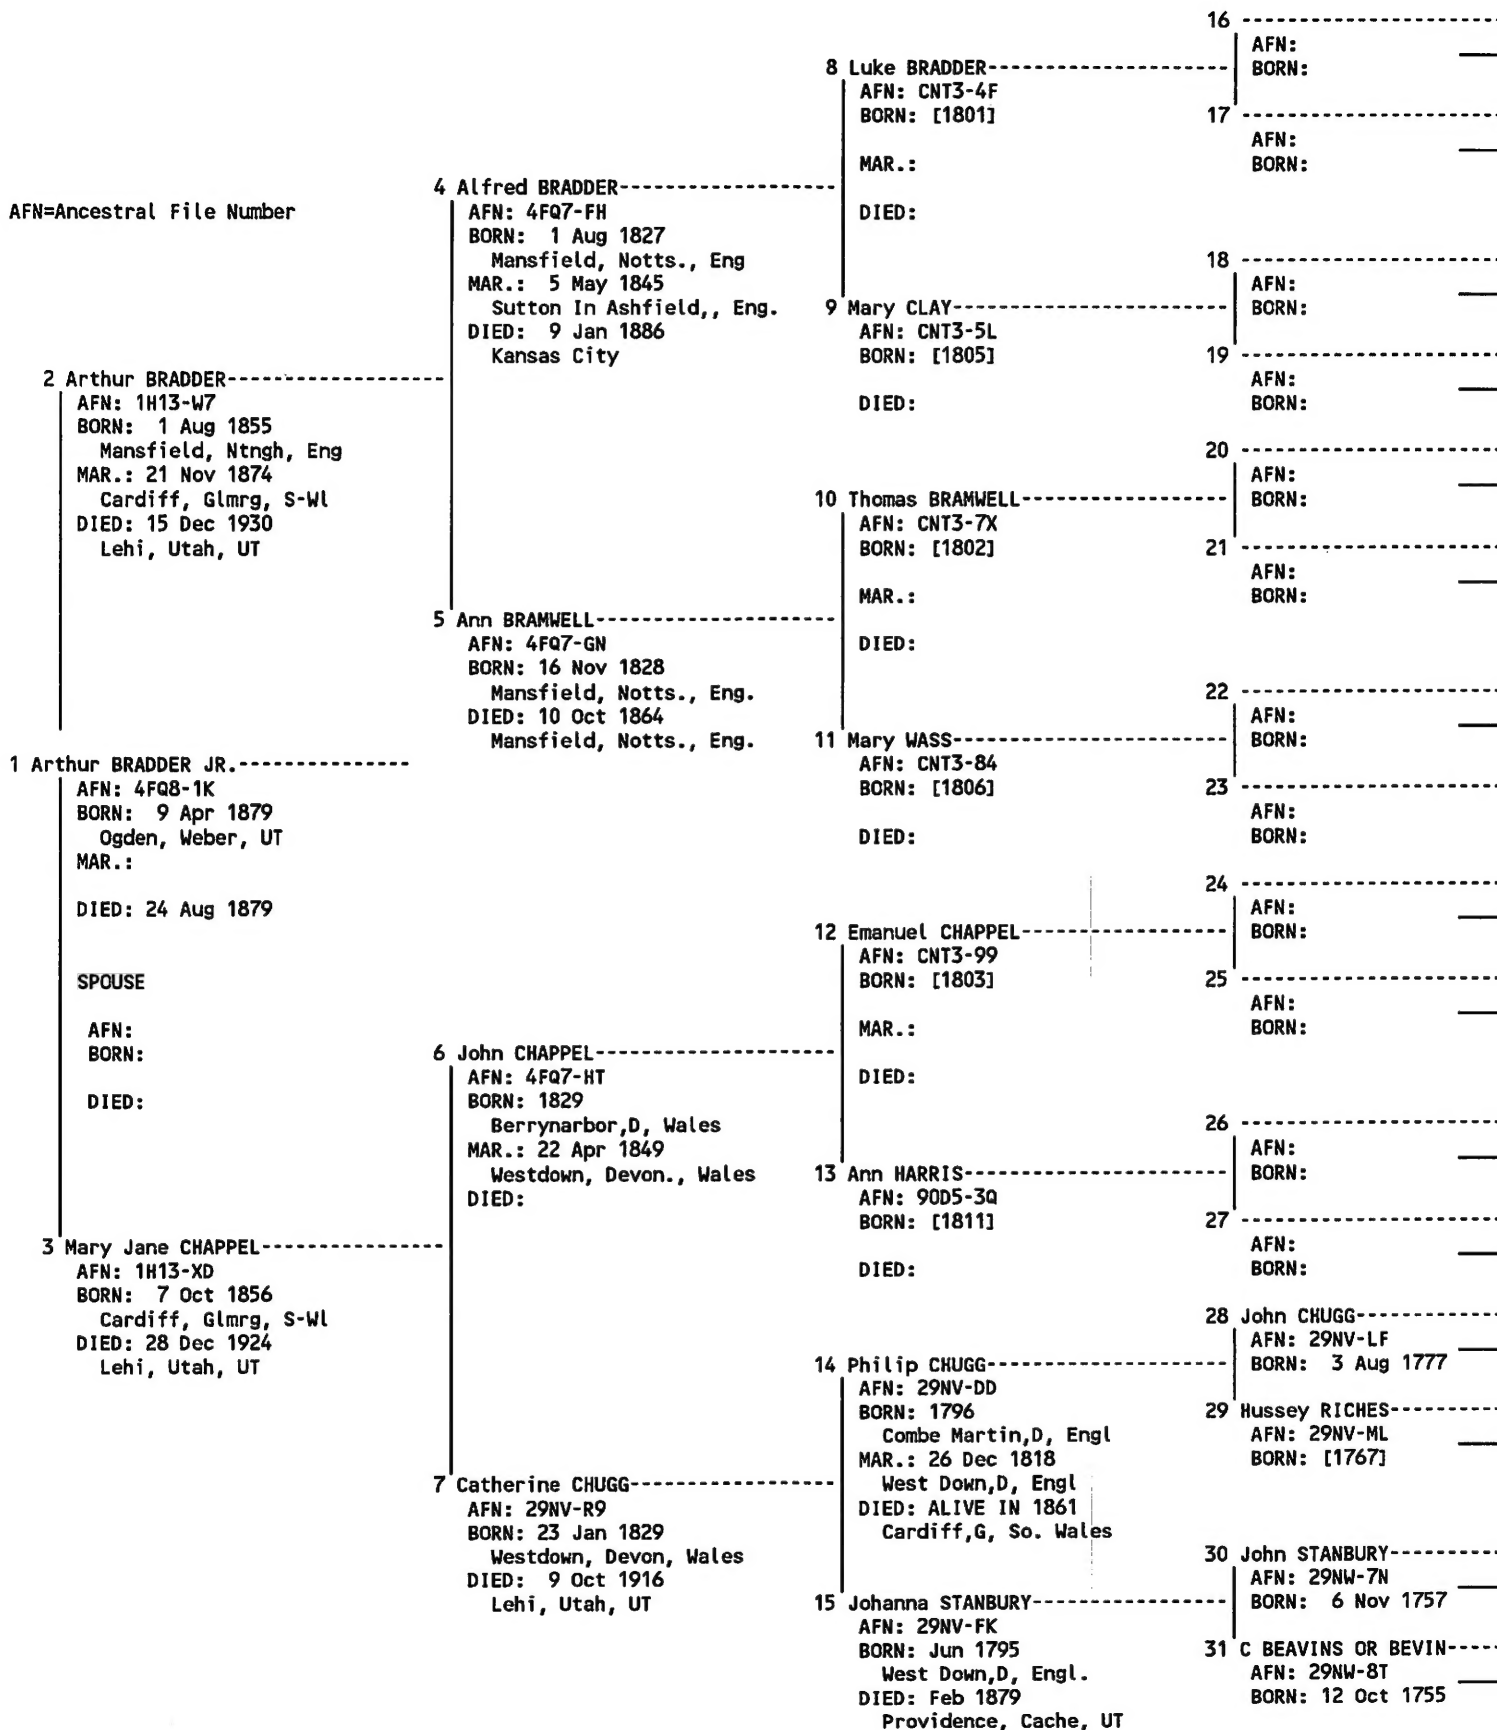 AFN=Ancestral File Number
1 Arthur BRADDER JR.
AFN: 4FQ8-1K
BORN: 9 Apr 1879
Ogden, Weber, UT
MAR.:
DIED: 24 Aug 1879
SPOUSE
AFN:
BORN:
DIED:
2 Arthur BRADDER
AFN: 1H13-W7
BORN: 1 Aug 1855
Mansfield, Ntngh, Eng
MAR.: 21 Nov 1874
Cardiff, Glmrg, S-Wl
DIED: 15 Dec 1930
Lehi, Utah, UT
3 Mary Jane CHAPPEL
AFN: 1H13-XD
BORN: 7 Oct 1856
Cardiff, Glmrg, S-Wl
DIED: 28 Dec 1924
Lehi, Utah, UT
4 Alfred BRADDER
AFN: 4FQ7-FH
BORN: 1 Aug 1827
Mansfield, Notts., Eng
MAR.: 5 May 1845
Sutton In Ashfield,, Eng.
DIED: 9 Jan 1886
Kansas City
5 Ann BRAMWELL
AFN: 4FQ7-GN
BORN: 16 Nov 1828
Mansfield, Notts., Eng.
DIED: 10 Oct 1864
Mansfield, Notts., Eng.
6 John CHAPPEL
AFN: 4FQ7-HT
BORN: 1829
Berrynarbor,D, Wales
MAR.: 22 Apr 1849
Westdown, Devon., Wales
DIED:
7 Catherine CHUGG
AFN: 29NV-R9
BORN: 23 Jan 1829
Westdown, Devon, Wales
DIED: 9 Oct 1916
Lehi, Utah, UT
8 Luke BRADDER
AFN: CNT3-4F
BORN: [1801]
MAR.:
DIED:
9 Mary CLAY
AFN: CNT3-5L
BORN: [1805]
DIED:
10 Thomas BRAMWELL
AFN: CNT3-7X
BORN: [1802]
MAR.:
DIED:
11 Mary WASS
AFN: CNT3-84
BORN: [1806]
DIED:
12 Emanuel CHAPPEL
AFN: CNT3-99
BORN: [1803]
MAR.:
DIED:
13 Ann HARRIS
AFN: 90D5-3Q
BORN: [1811]
DIED:
14 Philip CHUGG
AFN: 29NV-DD
BORN: 1796
Combe Martin,D, Engl
MAR.: 26 Dec 1818
West Down,D, Engl
DIED: ALIVE IN 1861
Cardiff,G, So. Wales
15 Johanna STANBURY
AFN: 29NV-FK
BORN: Jun 1795
West Down,D, Engl.
DIED: Feb 1879
Providence, Cache, UT
16
AFN:
BORN:
17
AFN:
BORN:
18
AFN:
BORN:
19
AFN:
BORN:
20
AFN:
BORN:
21
AFN:
BORN:
22
AFN:
BORN:
23
AFN:
BORN:
24
AFN:
BORN:
25
AFN:
BORN:
26
AFN:
BORN:
27
AFN:
BORN:
28 John CHUGG
AFN: 29NV-LF
BORN: 3 Aug 1777
29 Hussey RICHES
AFN: 29NV-ML
BORN: [1767]
30 John STANBURY
AFN: 29NW-7N
BORN: 6 Nov 1757
31 C BEAVINS OR BEVIN
AFN: 29NW-8T
BORN: 12 Oct 1755